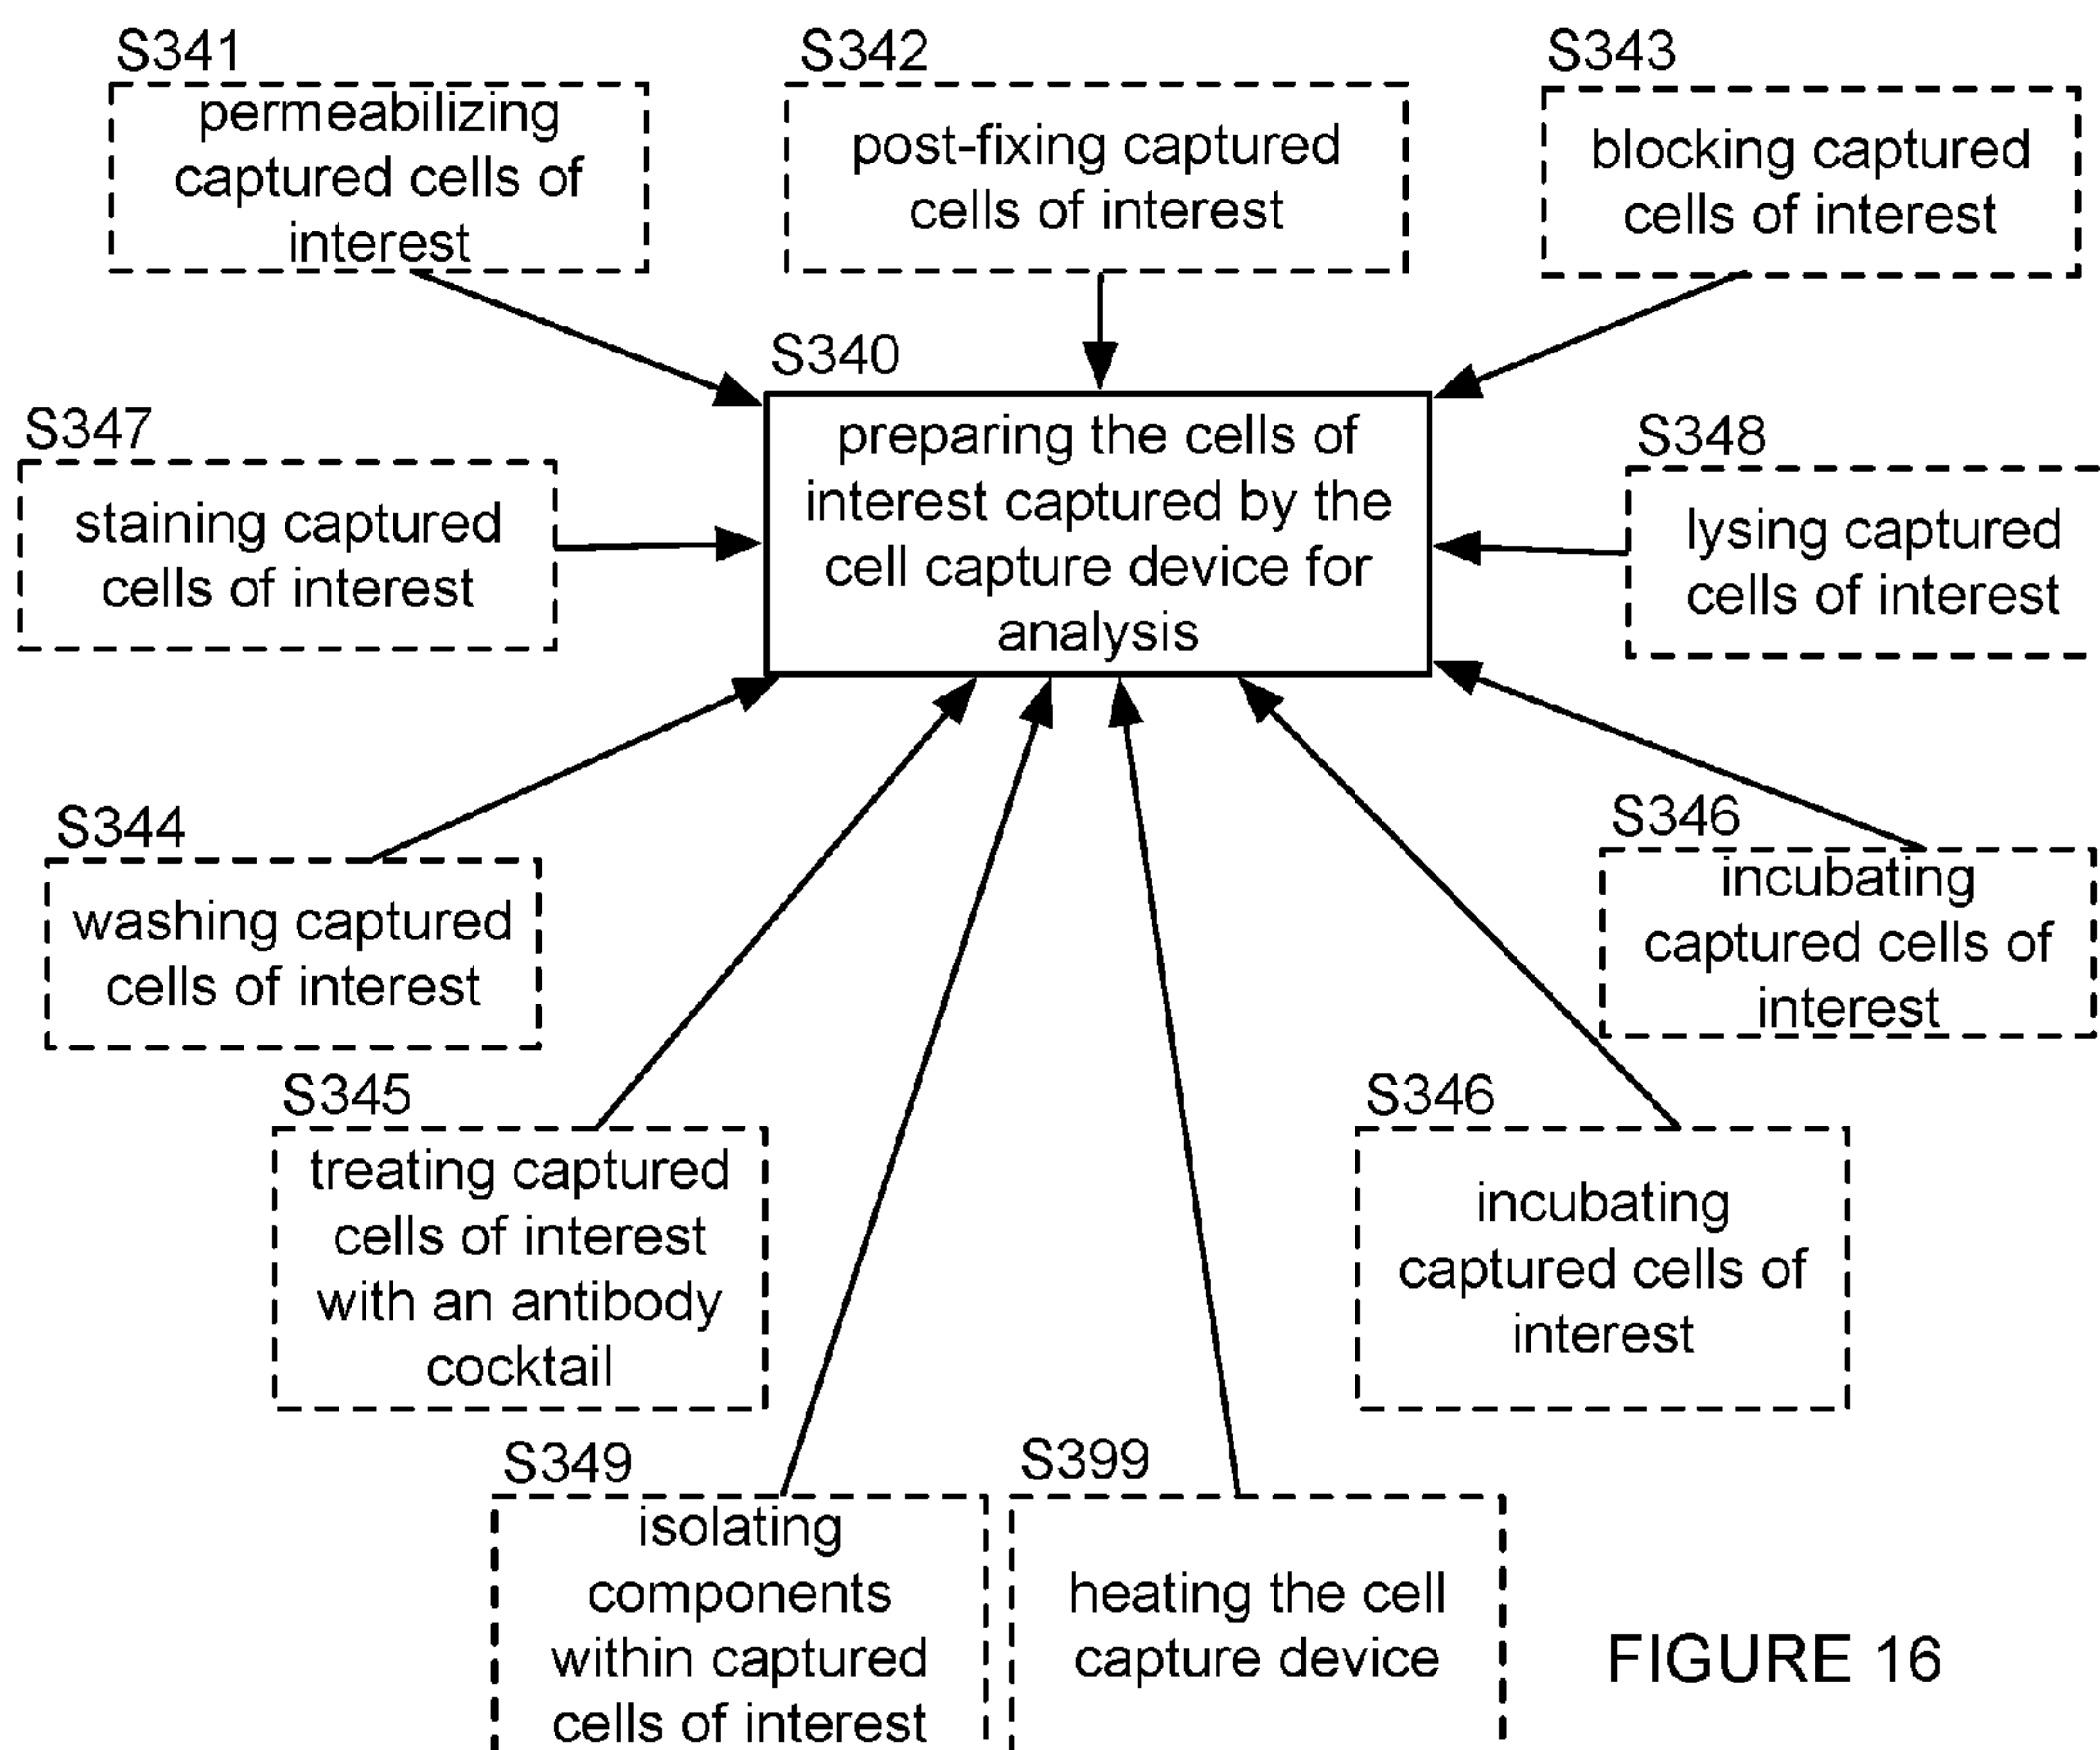 S341
permeabilizing
captured cells of
interest
S342
post-fixing captured
cells of interest
S343
blocking captured
cells of interest
S340
preparing the cells of
interest captured by the
cell capture device for
analysis
S347
staining captured
cells of interest
S348
lysing captured
cells of interest
S344
washing captured
cells of interest
S346
incubating
captured cells of
interest
S345
treating captured
cells of interest
with an antibody
cocktail
S346
incubating
captured cells of
interest
S349
isolating
components
within captured
cells of interest
S399
heating the cell
capture device
FIGURE 16